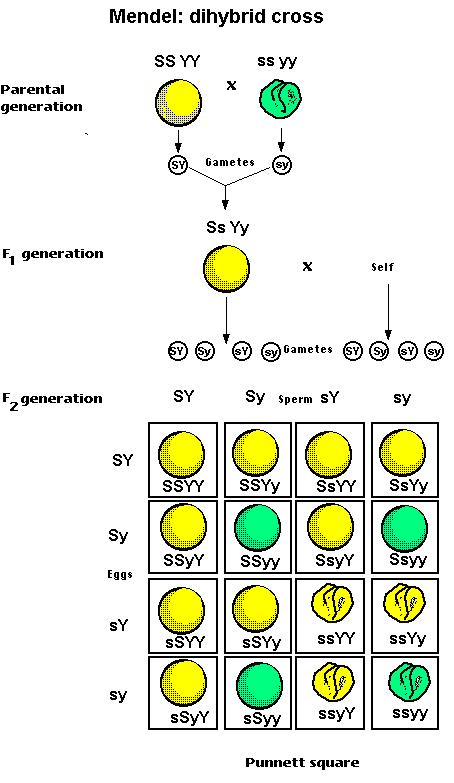 Mendel: dihybrid cross
SS YY
ss yy
x
Parental
generation
SY
Gametes
sy
Ss Yy
F1 generation
x
Self
SY Sy sY sy Gametes SY Sy sY sy
F2 generation
SY Sy Sperm sY sy
SY
SSYY SSYy SsYY SsYy
Sy
SSyY SSyy SsyY Ssyy
Eggs
sY
sSYY sSYy ssYY ssYy
sy
sSyY sSyy ssyY ssyy
Punnett square